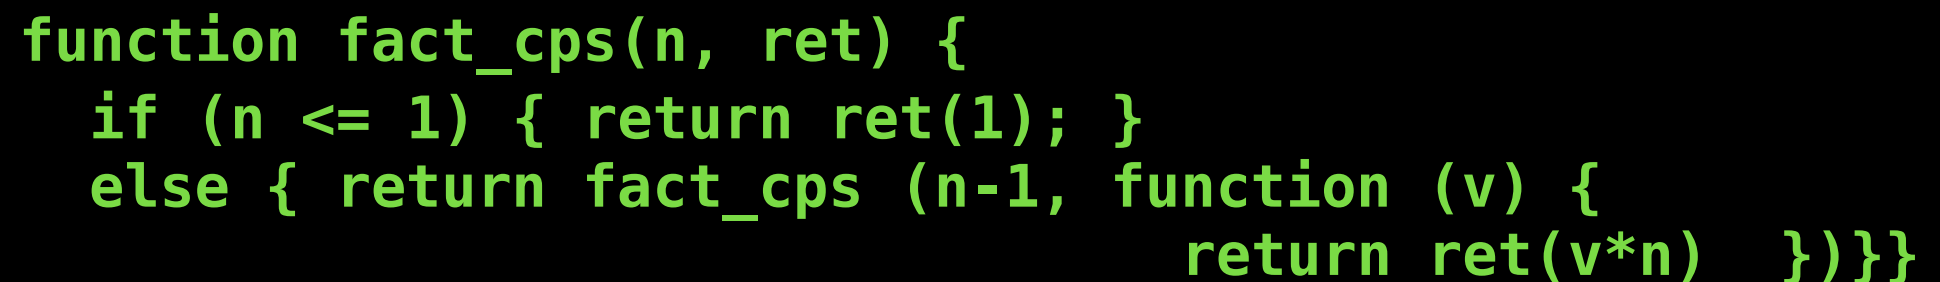 function fact_cps(n, ret) {
  if (n <= 1) { return ret(1); }
  else { return fact_cps (n-1, function (v) {
                                return ret(v*n)  })}}